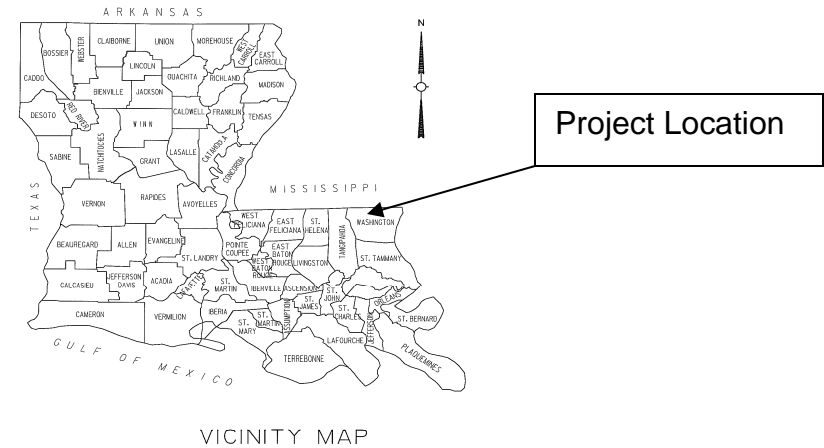 ARKANSAS
N
CLAIBORNE UNION MOREHOUSE
WEST CARROLL
EAST CARROLL
BOSSIER
WEBSTER
LINCOLN
CADDO
OUACHITA RICHLAND
MADISON
BIENVILLE JACKSON
Project Location
DESOTO
RED RIVER
CALDWELL FRANKLIN
TENSAS
WINN
NATCHITOCHES
SABINE
GRANT
LASALLE
CATAHOULA
CONCORDIA
MISSISSIPPI
TEXAS
VERNON
RAPIDES
AVOYELLES
WEST FELICIANA
EAST FELICIANA
ST. HELENA
TANGIPAHOA
WASHINGTON
BEAUREGARD
ALLEN
EVANGELINE
ST. LANDRY
POINTE COUPEE
EAST BATON ROUGE
WEST BATON ROUGE
LIVINGSTON
ST. TAMMANY
CALCASIEU
JEFFERSON DAVIS
ACADIA
LAFAYETTE
ST. MARTIN
IBERVILLE
ASCENSION
ST. JOHN
ST. JAMES
ORLEANS
CAMERON
VERMILION
IBERIA
ST. MARTIN
ST. MARY
ASSUMPTION
ST. CHARLES
JEFFERSON
ST. BERNARD
LAFOURCHE
TERREBONNE
PLAQUEMINES
GULF OF MEXICO
VICINITY MAP